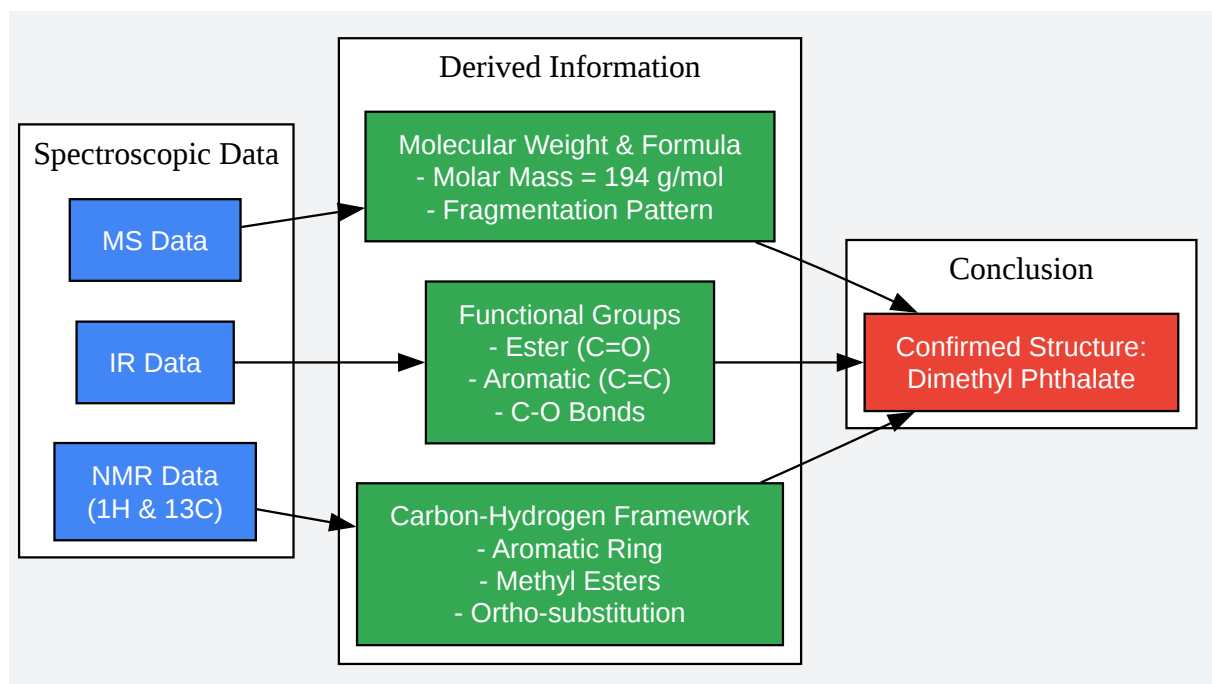 Spectroscopic Data
MS Data
IR Data
NMR Data
(1H & 13C)
Derived Information
Molecular Weight & Formula
- Molar Mass = 194 g/mol
- Fragmentation Pattern
Functional Groups
- Ester (C=O)
- Aromatic (C=C)
- C-O Bonds
Carbon-Hydrogen Framework
- Aromatic Ring
- Methyl Esters
- Ortho-substitution
Conclusion
Confirmed Structure:
Dimethyl Phthalate